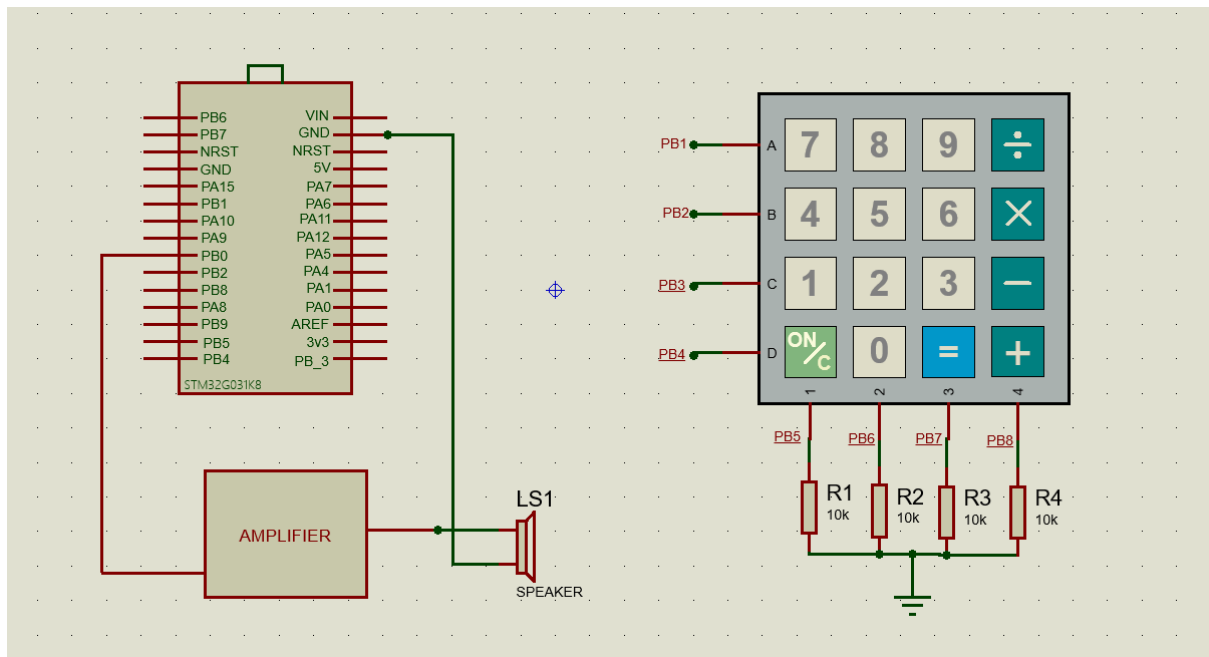 PB6
PB7
NRST
GND
PA15
PB1
PA10
PA9
PB0
PB2
PB8
PA8
PB9
PB5
PB4
VIN
GND
NRST
5V
PA7
PA6
PA11
PA12
PA5
PA4
PA1
PA0
AREF
3v3
PB_3
STM32G031K8
AMPLIFIER
LS1
SPEAKER
PB1 A 7 8 9 ÷
PB2 B 4 5 6 ×
PB3 C 1 2 3 −
PB4 D ON/C 0 = +
1 2 3 4
PB5 PB6 PB7 PB8
R1 R2 R3 R4
10k 10k 10k 10k